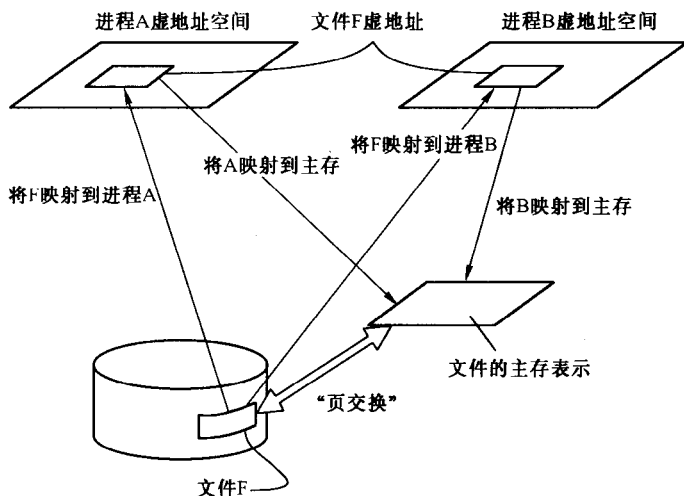 进程A虚地址空间
文件F虚地址
进程B虚地址空间
将F映射到进程B
将A映射到主存
将F映射到进程A
将B映射到主存
文件的主存表示
“页交换”
文件F